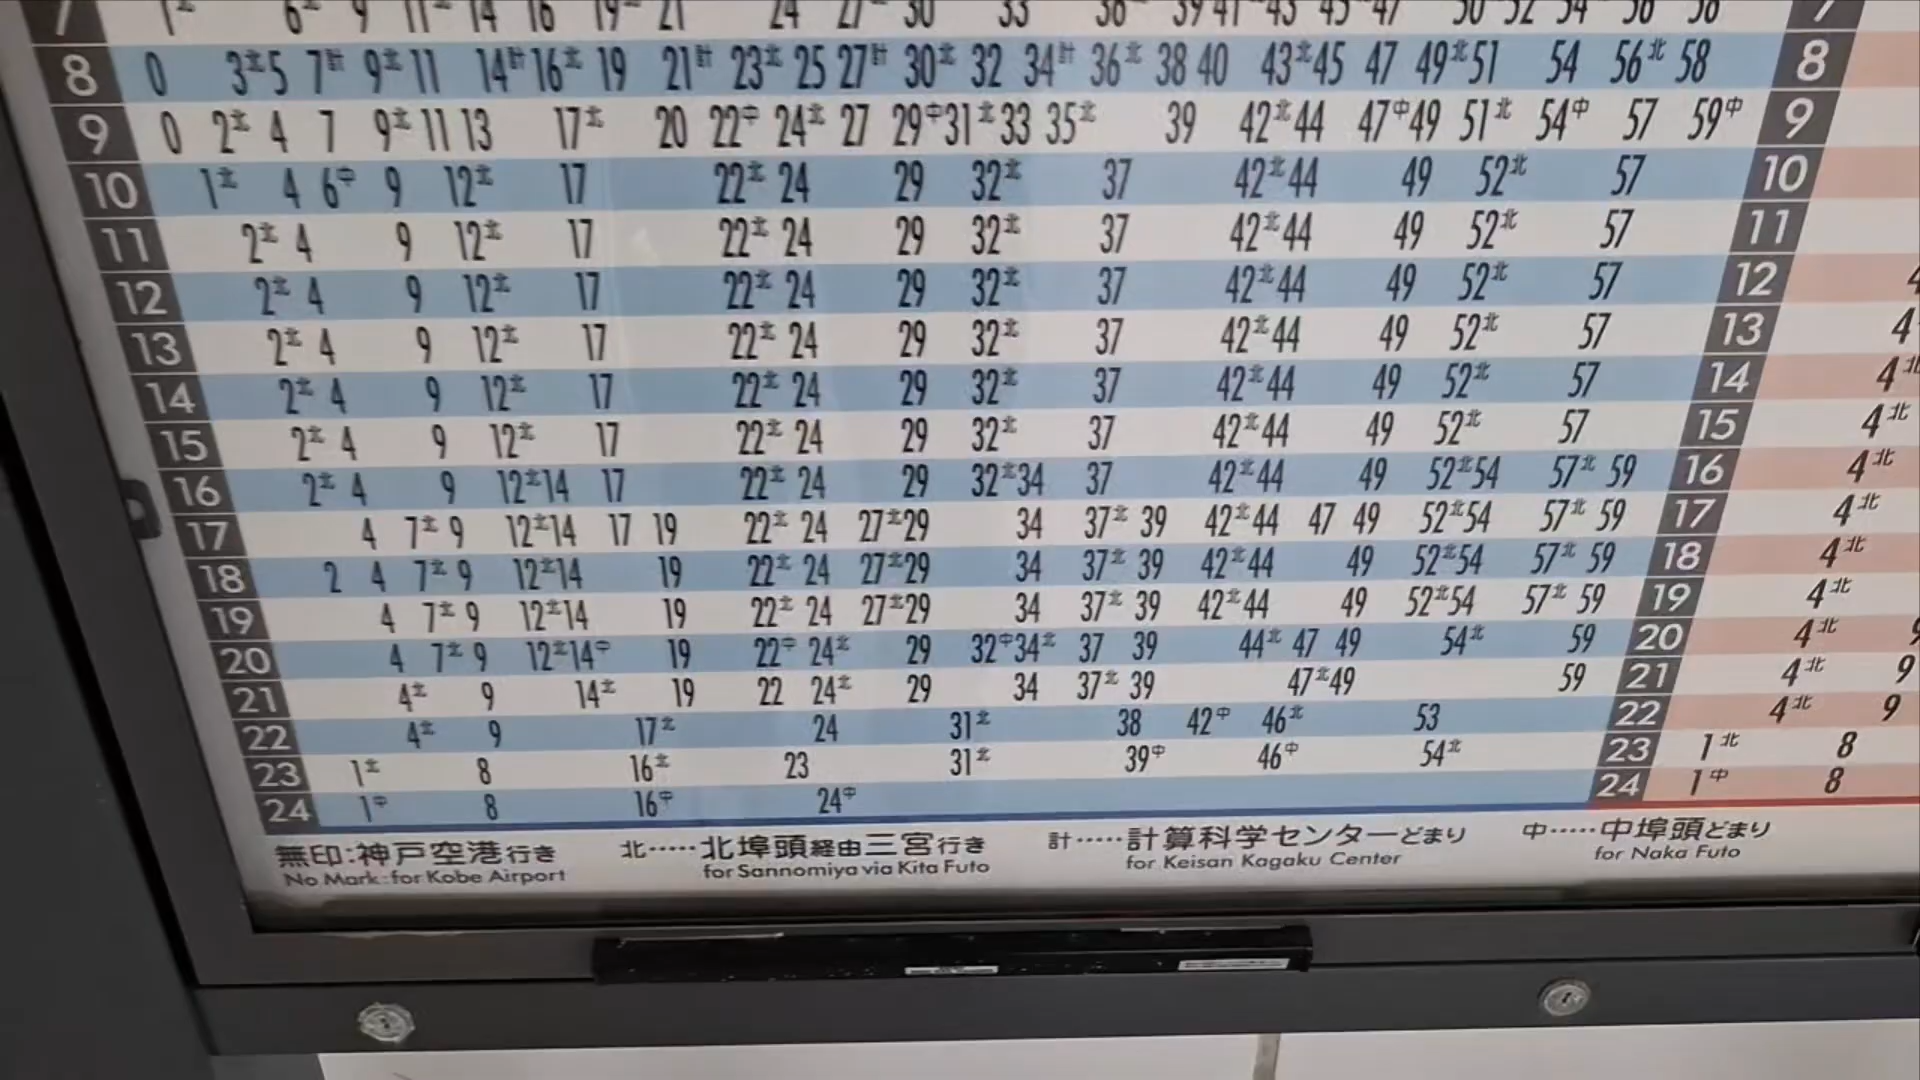 8 0 3北 5 7計 9北 11 14計 16北 19 21計 23北 25 27計 30北 32 34計 36北 38 40 43北 45 47 49北 51 54 56北 58 8
9 0 2北 4 7 9北 11 13 17北 20 22中 24北 27 29中 31北 33 35北 39 42北 44 47中 49 51北 54中 57 59中 9
10 1北 4 6中 9 12北 17 22北 24 29 32北 37 42北 44 49 52北 57 10
11 2北 4 9 12北 17 22北 24 29 32北 37 42北 44 49 52北 57 11
12 2北 4 9 12北 17 22北 24 29 32北 37 42北 44 49 52北 57 12
13 2北 4 9 12北 17 22北 24 29 32北 37 42北 44 49 52北 57 13 4
14 2北 4 9 12北 17 22北 24 29 32北 37 42北 44 49 52北 57 14 4北
15 2北 4 9 12北 17 22北 24 29 32北 37 42北 44 49 52北 57 15 4北
16 2北 4 9 12北 14 17 22北 24 29 32北 34 37 42北 44 49 52北 54 57北 59 16 4北
17 4 7北 9 12北 14 17 19 22北 24 27北 29 34 37北 39 42北 44 47 49 52北 54 57北 59 17 4北
18 2 4 7北 9 12北 14 19 22北 24 27北 29 34 37北 39 42北 44 49 52北 54 57北 59 18 4北
19 4 7北 9 12北 14 19 22北 24 27北 29 34 37北 39 42北 44 49 52北 54 57北 59 19 4北
20 4 7北 9 12北 14中 19 22中 24北 29 32中 34北 37 39 44北 47 49 54北 59 20 4北
21 4北 9 14北 19 22 24北 29 34 37北 39 47北 49 59 21 4北 9
22 4北 9 17北 24 31北 38 42中 46北 53 22 4北 9
23 1北 8 16北 23 31北 39中 46中 54北 23 1北 8
24 1中 8 16中 24中 24 1中 8
無印:神戸空港行き 北……北埠頭経由三宮行き 計……計算科学センターどまり 中……中埠頭どまり
No Mark:for Kobe Airport for Sannomiya via Kita Futo for Keisan Kagaku Center for Naka Futo